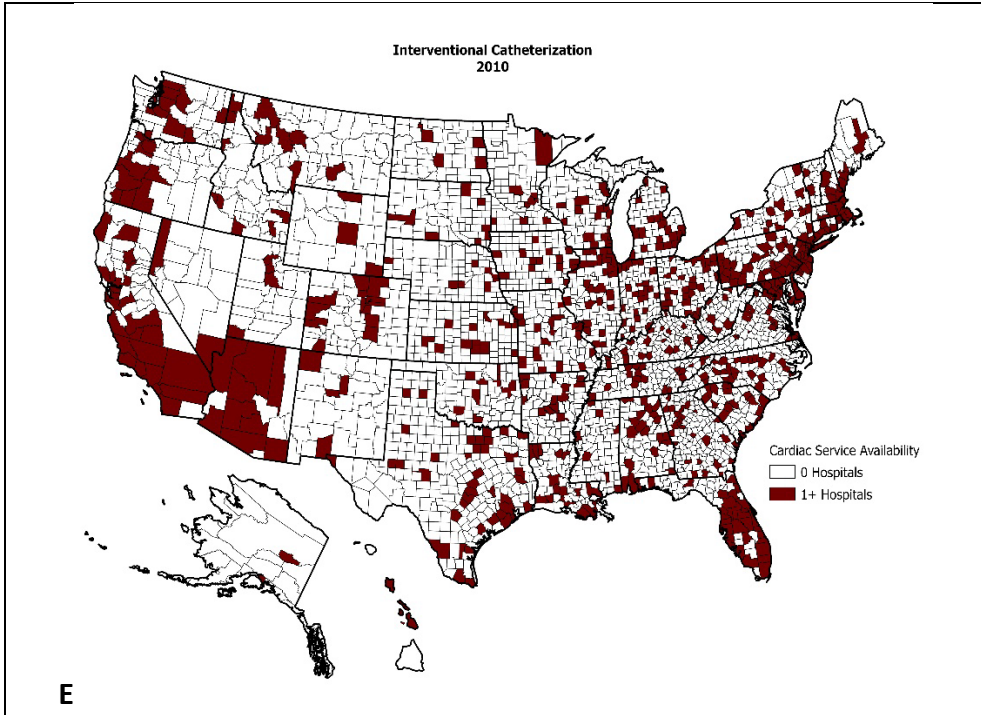 Interventional Catheterization
2010
Cardiac Service Availability
0 Hospitals
1+ Hospitals
E